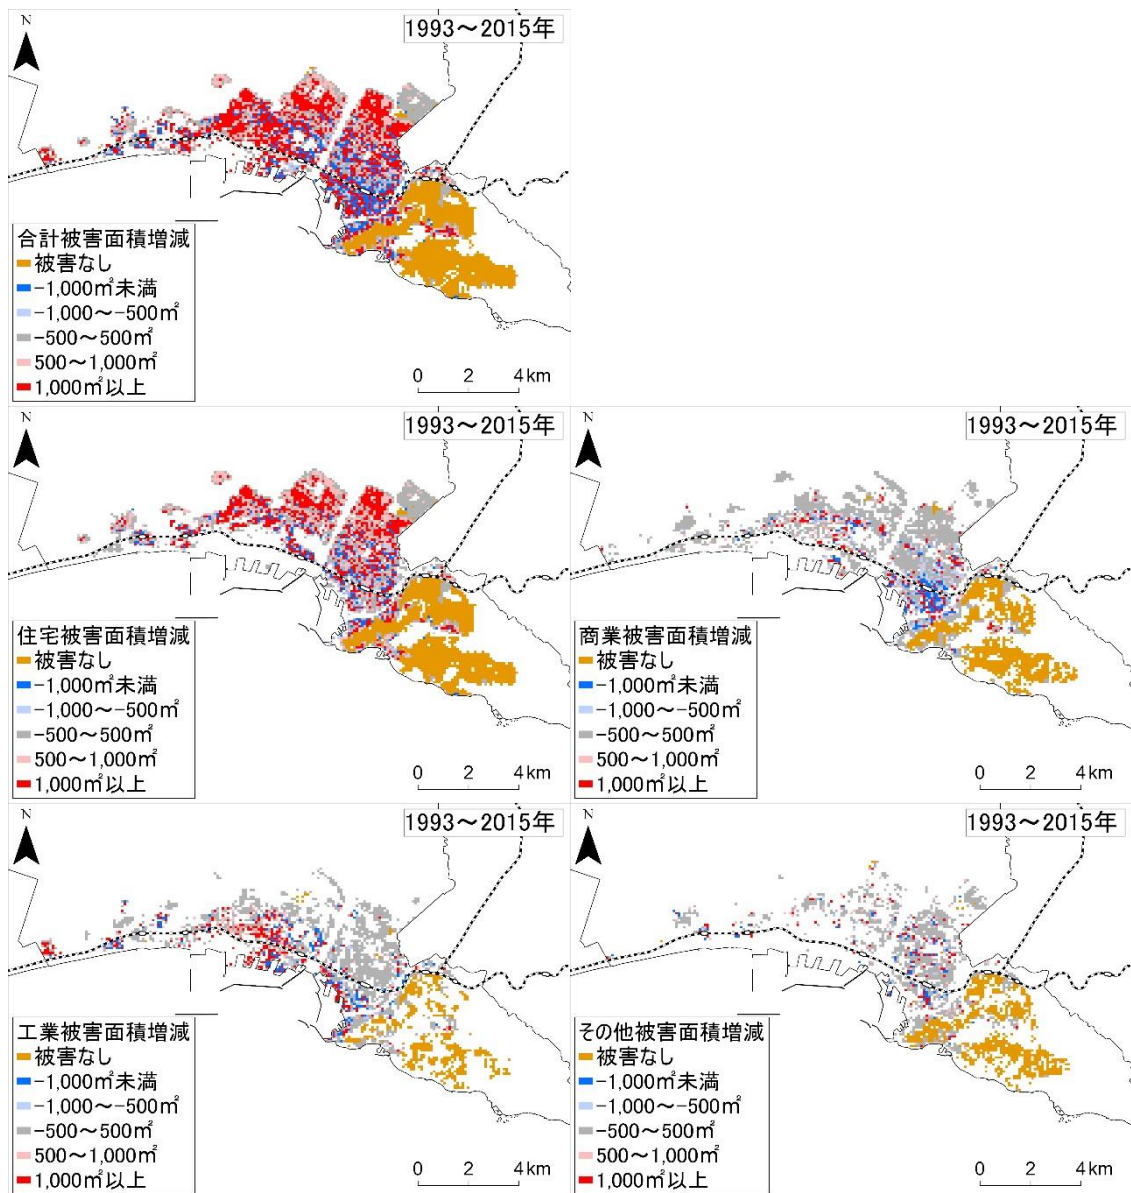 1993～2015年
N
合計被害面積増減
被害なし
-1,000㎡未満
-1,000～-500㎡
-500～500㎡
500～1,000㎡
1,000㎡以上
0 2 4km
1993～2015年
N
住宅被害面積増減
被害なし
-1,000㎡未満
-1,000～-500㎡
-500～500㎡
500～1,000㎡
1,000㎡以上
0 2 4km
1993～2015年
N
商業被害面積増減
被害なし
-1,000㎡未満
-1,000～-500㎡
-500～500㎡
500～1,000㎡
1,000㎡以上
0 2 4km
1993～2015年
N
工業被害面積増減
被害なし
-1,000㎡未満
-1,000～-500㎡
-500～500㎡
500～1,000㎡
1,000㎡以上
0 2 4km
1993～2015年
N
その他被害面積増減
被害なし
-1,000㎡未満
-1,000～-500㎡
-500～500㎡
500～1,000㎡
1,000㎡以上
0 2 4km